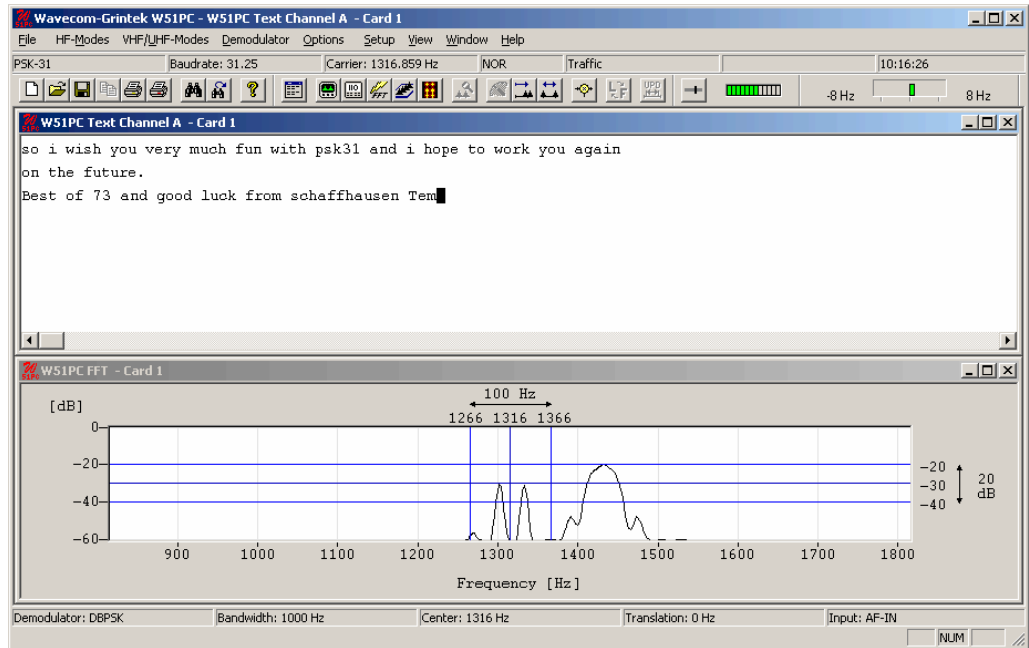 Wavecom-Grintek W51PC - W51PC Text Channel A - Card 1
File HF-Modes VHF/UHF-Modes Demodulator Options Setup View Window Help
PSK-31 Baudrate: 31.25 Carrier: 1316.859 Hz NOR Traffic 10:16:26
-8 Hz 8 Hz
W51PC Text Channel A - Card 1
so i wish you very much fun with psk31 and i hope to work you again
on the future.
Best of 73 and good luck from schaffhausen Tem
W51PC FFT - Card 1
100 Hz
[dB]
1266 1316 1366
0
-20 -20
-30 20
-40 -40 dB
-60
900 1000 1100 1200 1300 1400 1500 1600 1700 1800
Frequency [Hz]
Demodulator: DBPSK Bandwidth: 1000 Hz Center: 1316 Hz Translation: 0 Hz Input: AF-IN
NUM